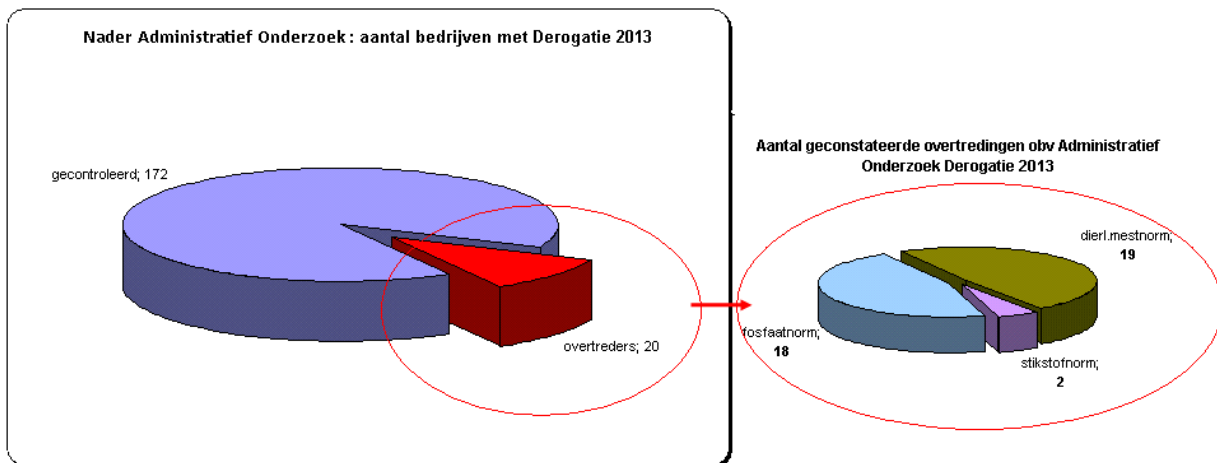 Nader Administratief Onderzoek : aantal bedrijven met Derogatie 2013
gecontroleerd; 172
overtreders; 20
Aantal geconstateerde overtredingen obv Administratief
Onderzoek Derogatie 2013
dierl.mestnorm;
19
fosfaatnorm;
18
stikstofnorm;
2